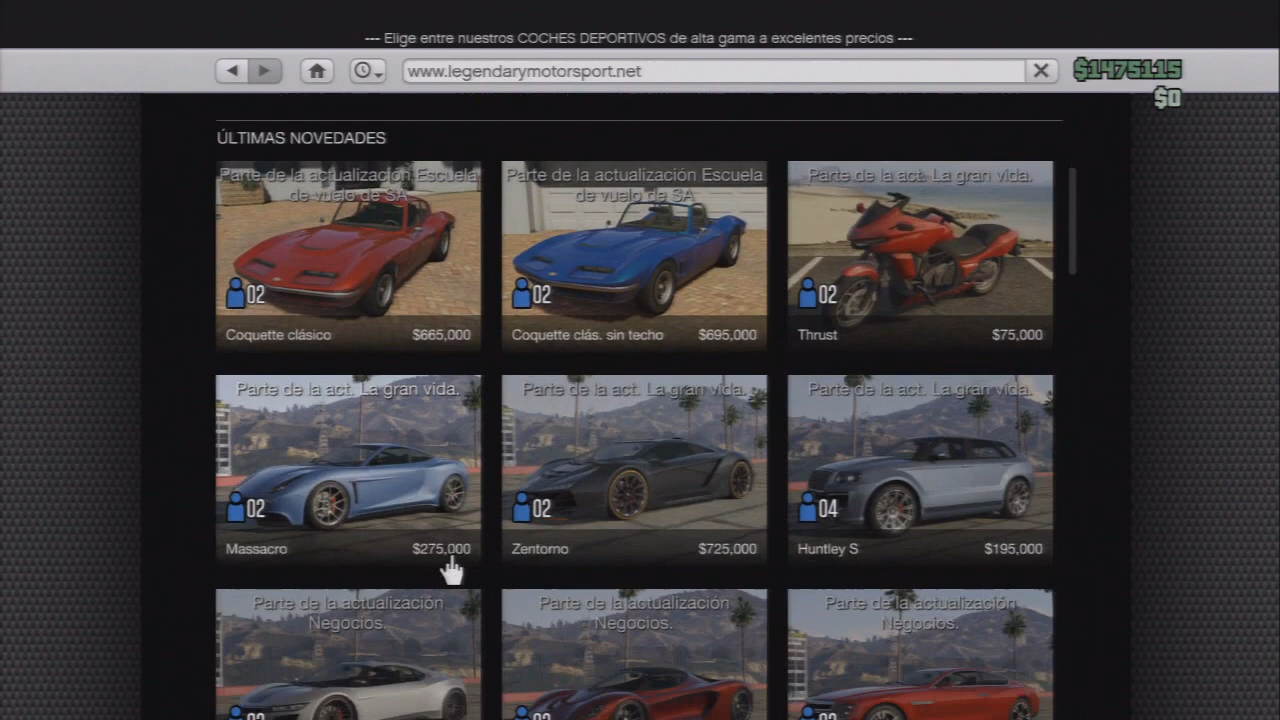 --- Elige entre nuestros COCHES DEPORTIVOS de alta gama a excelentes precios ---
www.legendarymotorsport.net
$1475115
$0
ÚLTIMAS NOVEDADES
Parte de la actualización Escuela
de vuelo de SA
02
Coquette clásico $665,000
Parte de la actualización Escuela
de vuelo de SA
02
Coquette clás. sin techo $695,000
Parte de la act. La gran vida.
02
Thrust $75,000
Parte de la act. La gran vida.
02
Massacro $275,000
Parte de la act. La gran vida.
02
Zentorno $725,000
Parte de la act. La gran vida.
04
Huntley S $195,000
Parte de la actualización
Negocios.
02
Parte de la actualización
Negocios.
02
Parte de la actualización
Negocios.
02